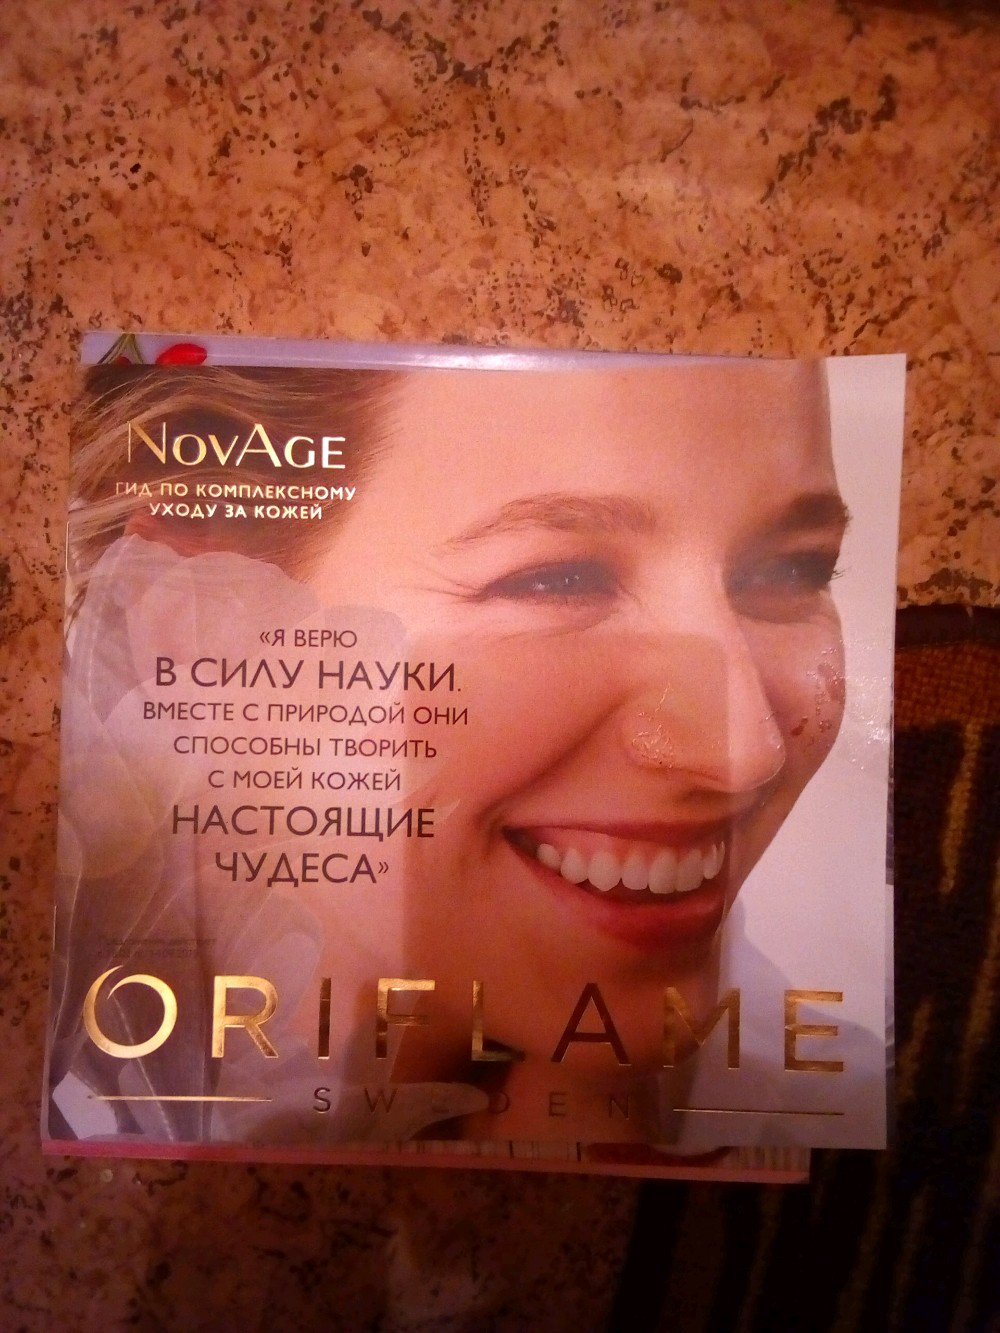 NOVAGE
ГИД ПО КОМПЛЕКСНОМУ
УХОДУ ЗА КОЖЕЙ
«Я ВЕРЮ
В СИЛУ НАУКИ.
ВМЕСТЕ С ПРИРОДОЙ ОНИ
СПОСОБНЫ ТВОРИТЬ
С МОЕЙ КОЖЕЙ
НАСТОЯЩИЕ
ЧУДЕСА»
ORIFLAME
SWEDEN